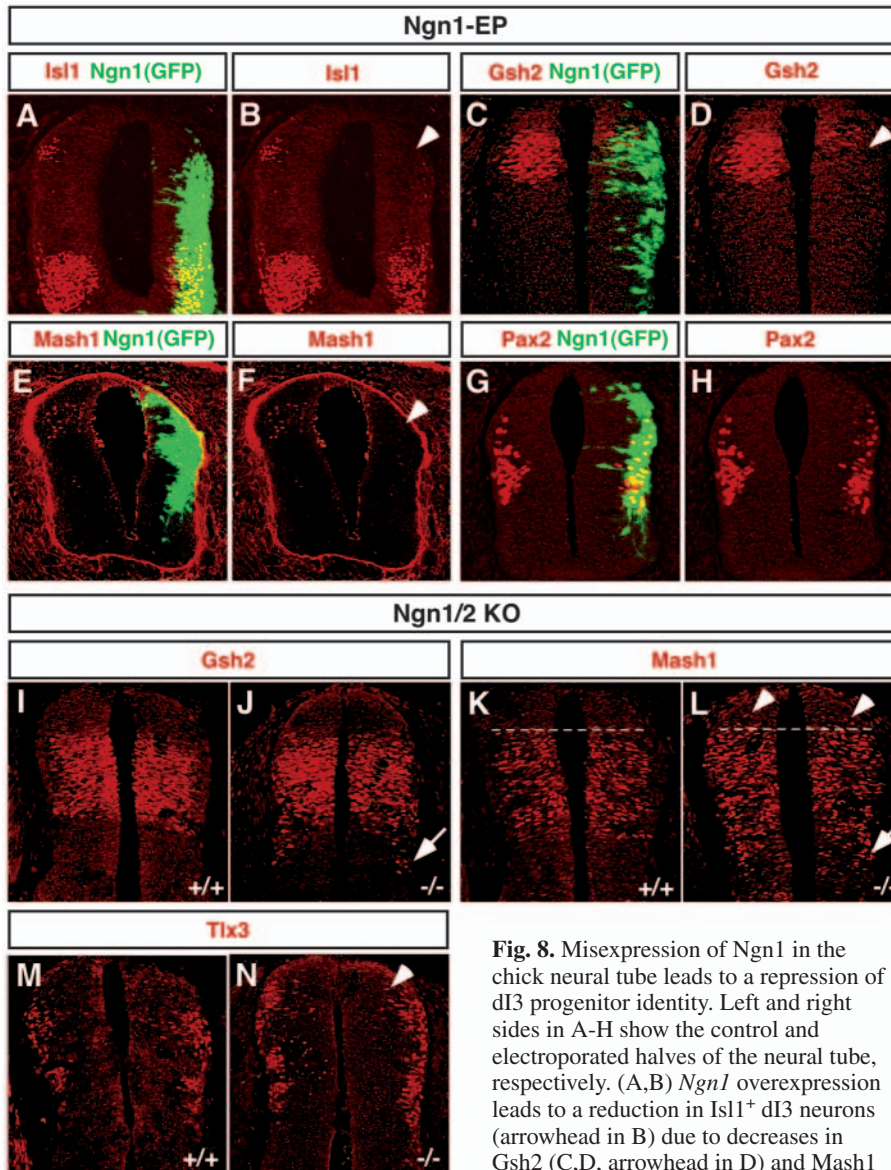 Ngn1-EP
Isl1 Ngn1(GFP)
Isl1
Gsh2 Ngn1(GFP)
Gsh2
A
B
C
D
Mash1 Ngn1(GFP)
Mash1
Pax2 Ngn1(GFP)
Pax2
E
F
G
H
Ngn1/2 KO
Gsh2
Mash1
I
J
K
L
+/+
-/-
+/+
-/-
Tlx3
M
N
+/+
-/-
Fig. 8. Misexpression of Ngn1 in the
chick neural tube leads to a repression of
dI3 progenitor identity. Left and right
sides in A-H show the control and
electroporated halves of the neural tube,
respectively. (A,B) Ngn1 overexpression
leads to a reduction in Isl1+ dI3 neurons
(arrowhead in B) due to decreases in
Gsh2 (C,D, arrowhead in D) and Mash1